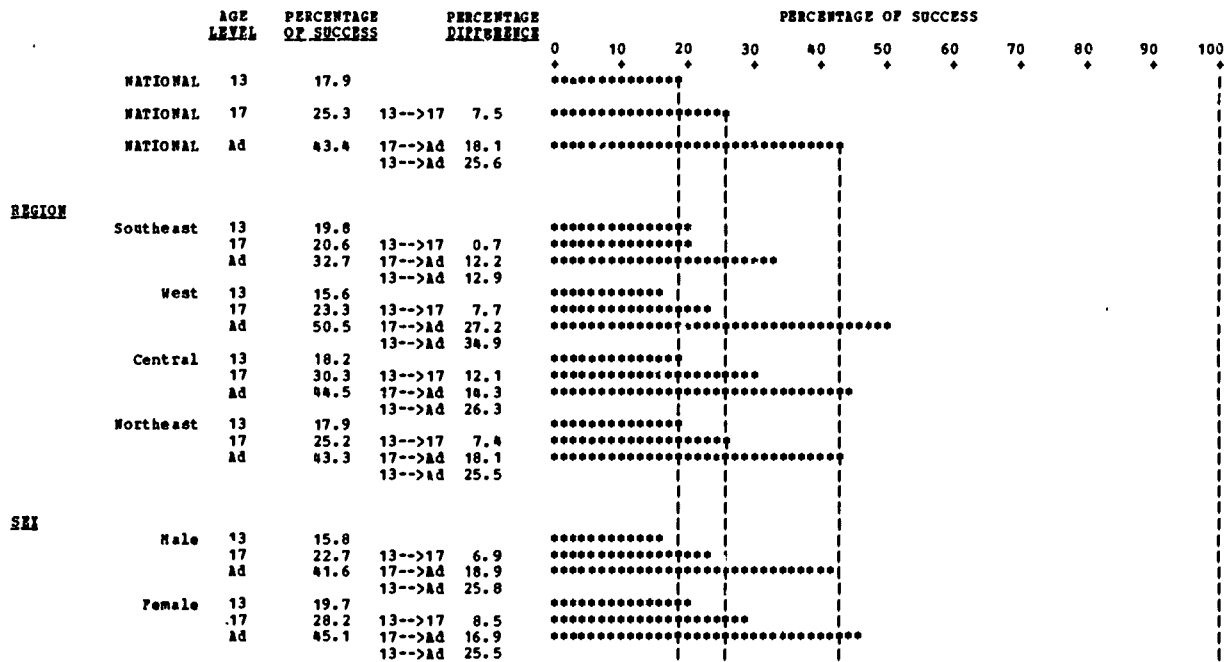 AGE PERCENTAGE PERCENTAGE PERCENTAGE OF SUCCESS
LEVEL OF SUCCESS DIFFERENCE
0 10 20 30 40 50 60 70 80 90 100
NATIONAL 13 17.9
NATIONAL 17 25.3 13-->17 7.5
NATIONAL Ad 43.4 17-->Ad 18.1
13-->Ad 25.6
REGION
Southeast 13 19.8
17 20.6 13-->17 0.7
Ad 32.7 17-->Ad 12.2
13-->Ad 12.9
West 13 15.6
17 23.3 13-->17 7.7
Ad 50.5 17-->Ad 27.2
13-->Ad 34.9
Central 13 18.2
17 30.3 13-->17 12.1
Ad 44.5 17-->Ad 14.3
13-->Ad 26.3
Northeast 13 17.9
17 25.2 13-->17 7.4
Ad 43.3 17-->Ad 18.1
13-->Ad 25.5
SEX
Male 13 15.8
17 22.7 13-->17 6.9
Ad 41.6 17-->Ad 18.9
13-->Ad 25.8
Female 13 19.7
17 28.2 13-->17 8.5
Ad 45.1 17-->Ad 16.9
13-->Ad 25.5